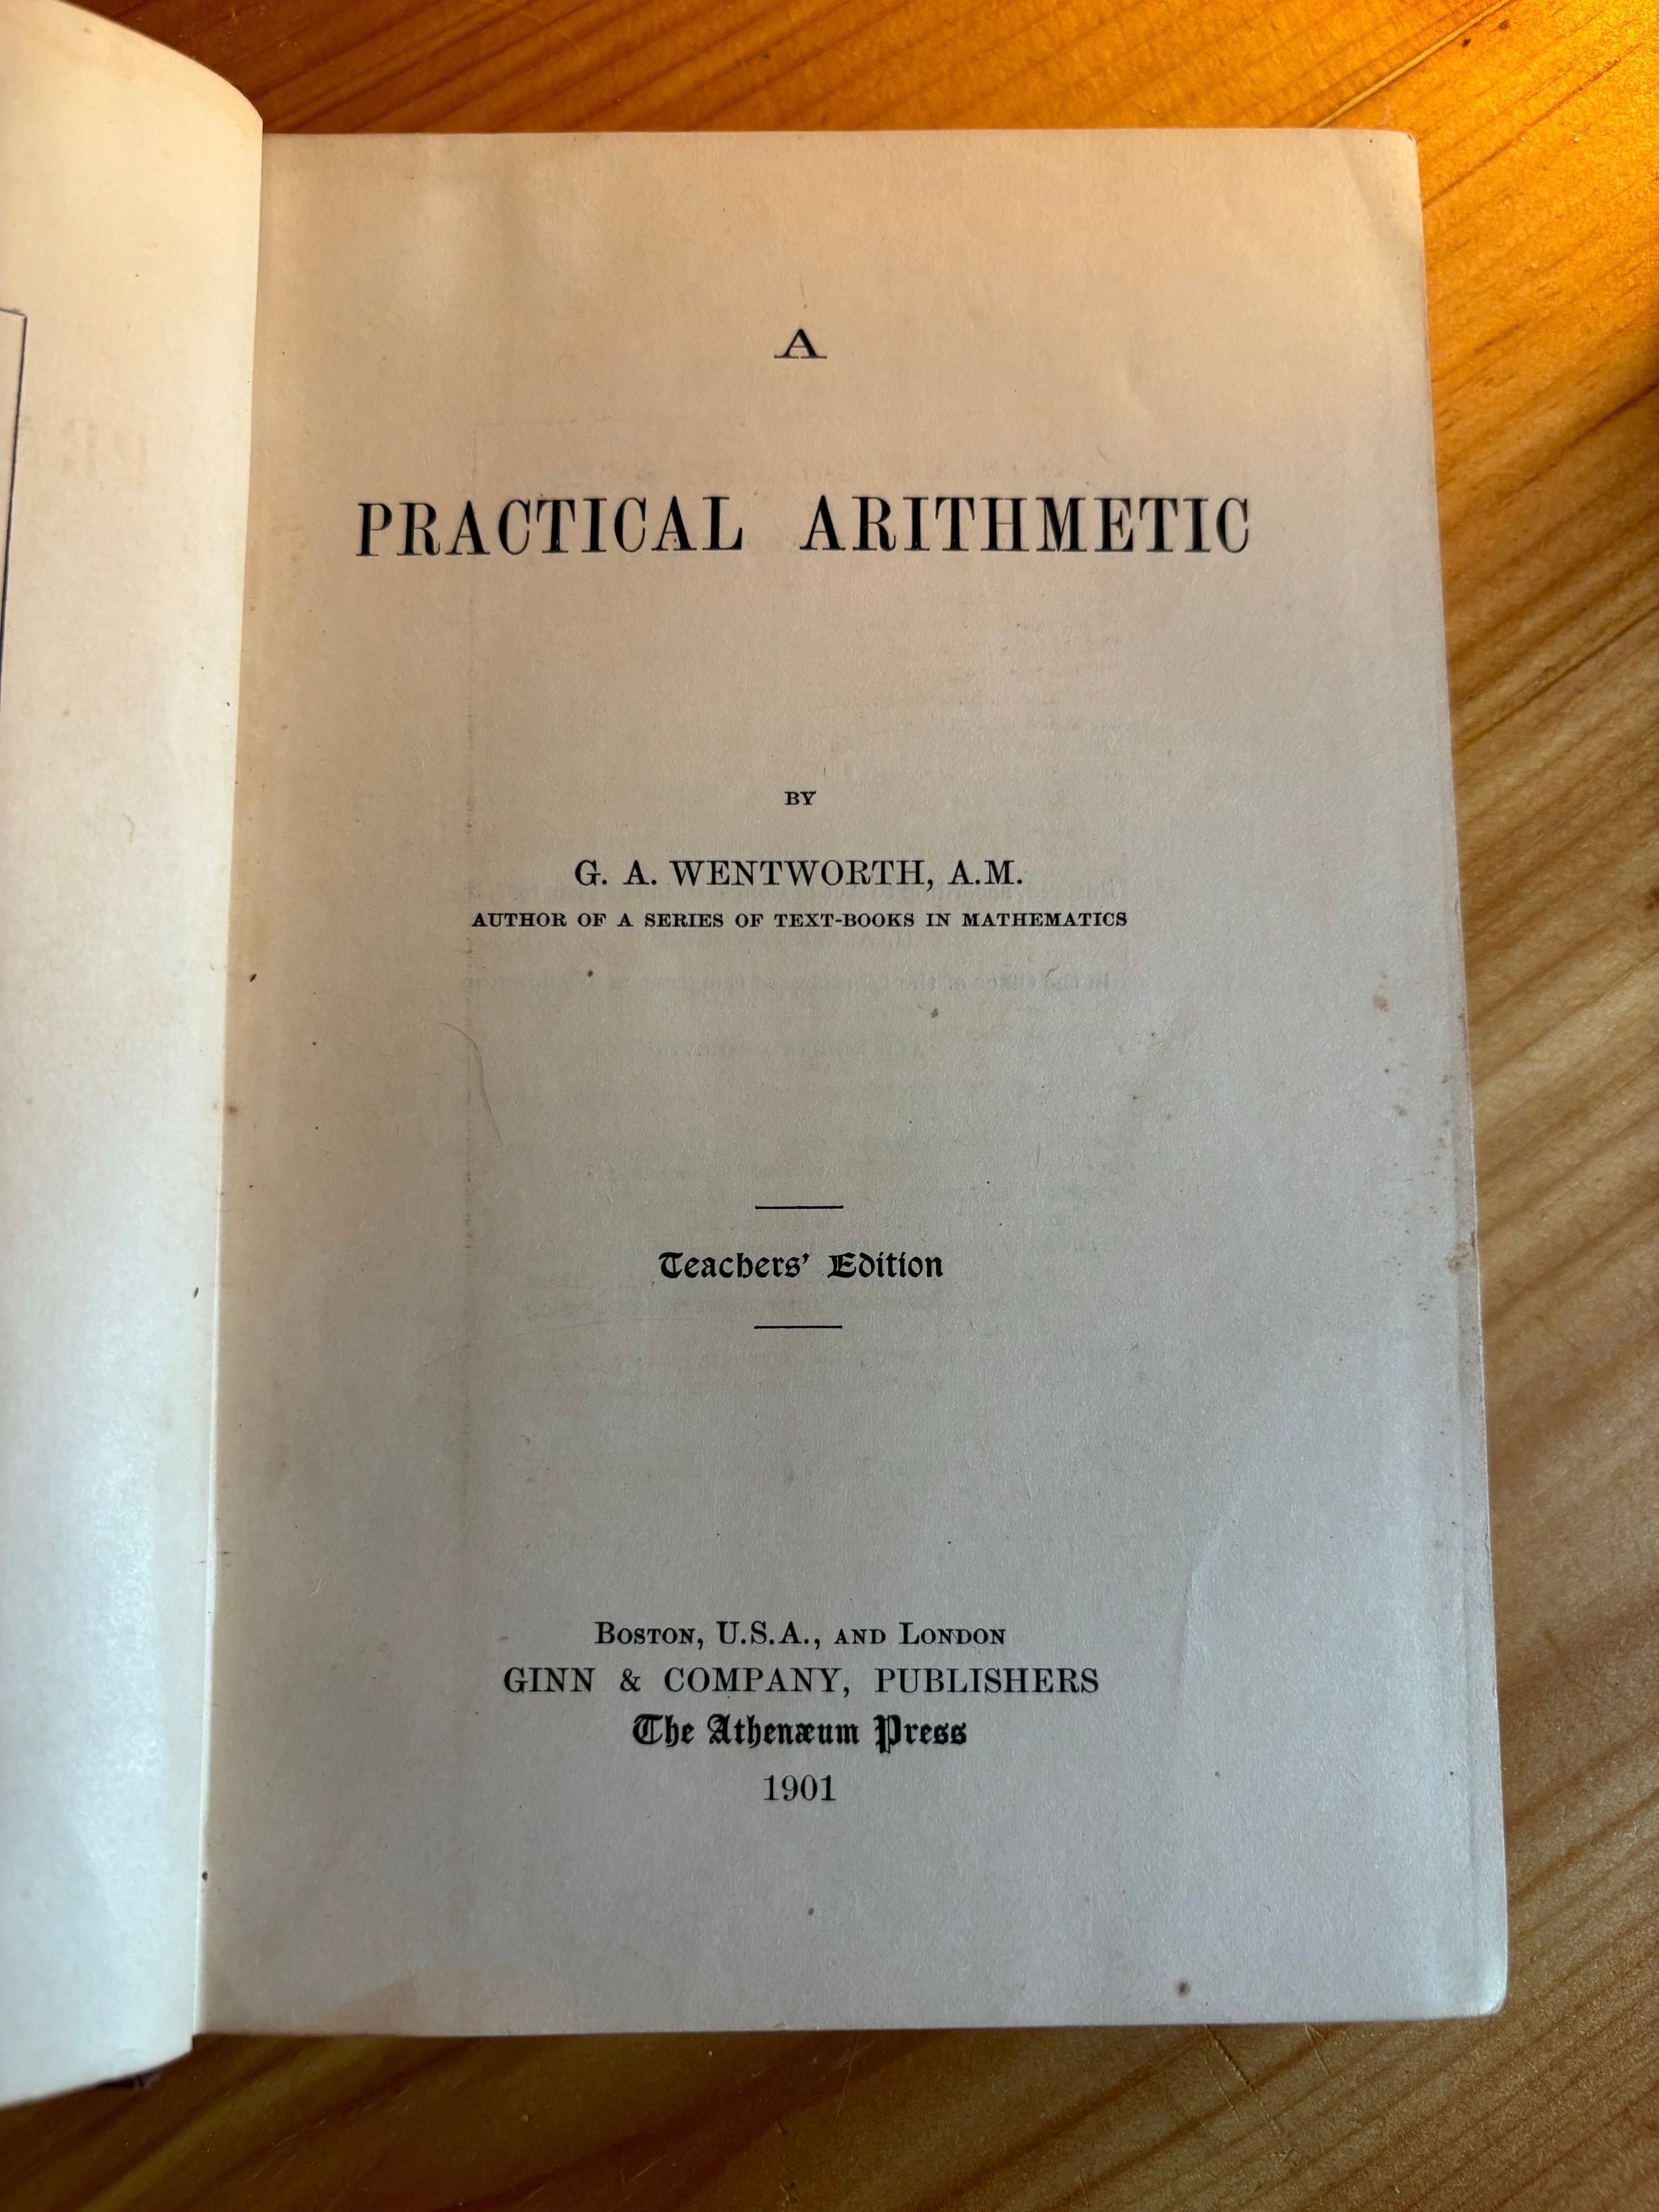 A
PRACTICAL ARITHMETIC
BY
G. A. WENTWORTH, A.M.
AUTHOR OF A SERIES OF TEXT-BOOKS IN MATHEMATICS
Teachers' Edition
BOSTON, U.S.A., AND LONDON
GINN & COMPANY, PUBLISHERS
The Athenæum Press
1901